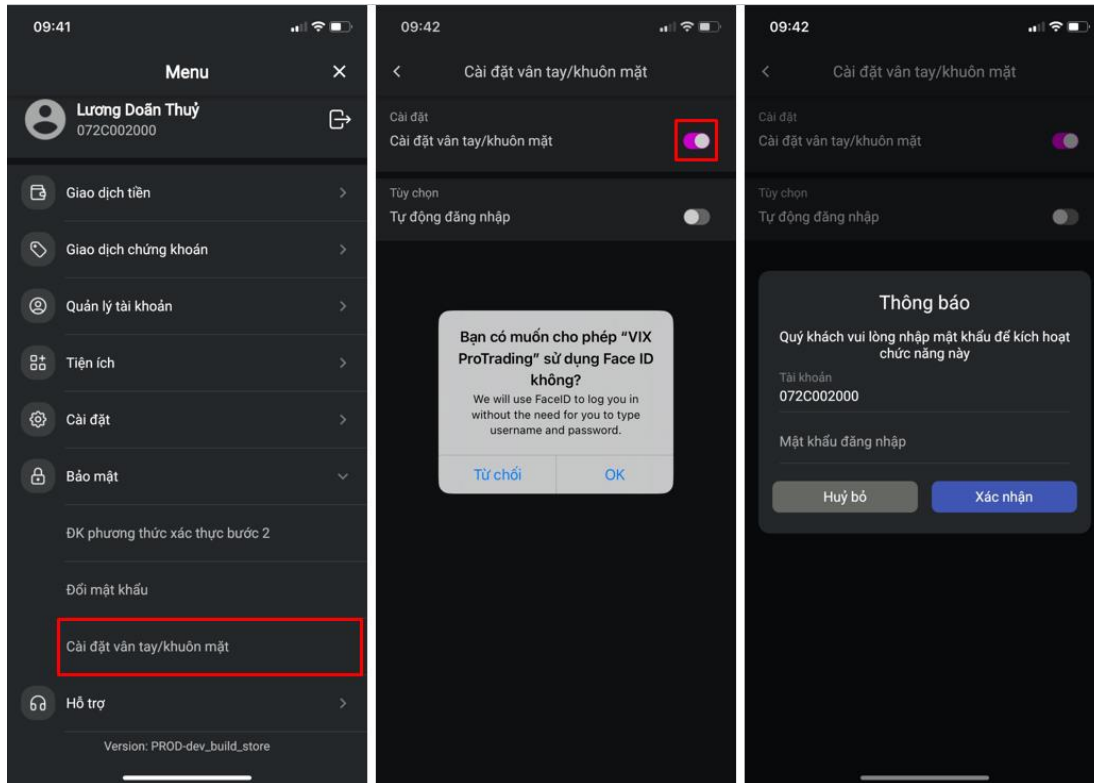 09:41
Menu
Lương Doãn Thuỷ
072C002000
Giao dịch tiền
Giao dịch chứng khoán
Quản lý tài khoản
Tiện ích
Cài đặt
Bảo mật
ĐK phương thức xác thực bước 2
Đổi mật khẩu
Cài đặt vân tay/khuôn mặt
Hỗ trợ
Version: PROD-dev_build_store
09:42
Cài đặt vân tay/khuôn mặt
Cài đặt
Cài đặt vân tay/khuôn mặt
Tùy chọn
Tự động đăng nhập
Bạn có muốn cho phép “VIX
ProTrading” sử dụng Face ID
không?
We will use FaceID to log you in
without the need for you to type
username and password.
Từ chối
OK
09:42
Cài đặt vân tay/khuôn mặt
Cài đặt
Cài đặt vân tay/khuôn mặt
Tùy chọn
Tự động đăng nhập
Thông báo
Quý khách vui lòng nhập mật khẩu để kích hoạt
chức năng này
Tài khoản
072C002000
Mật khẩu đăng nhập
Huỷ bỏ
Xác nhận